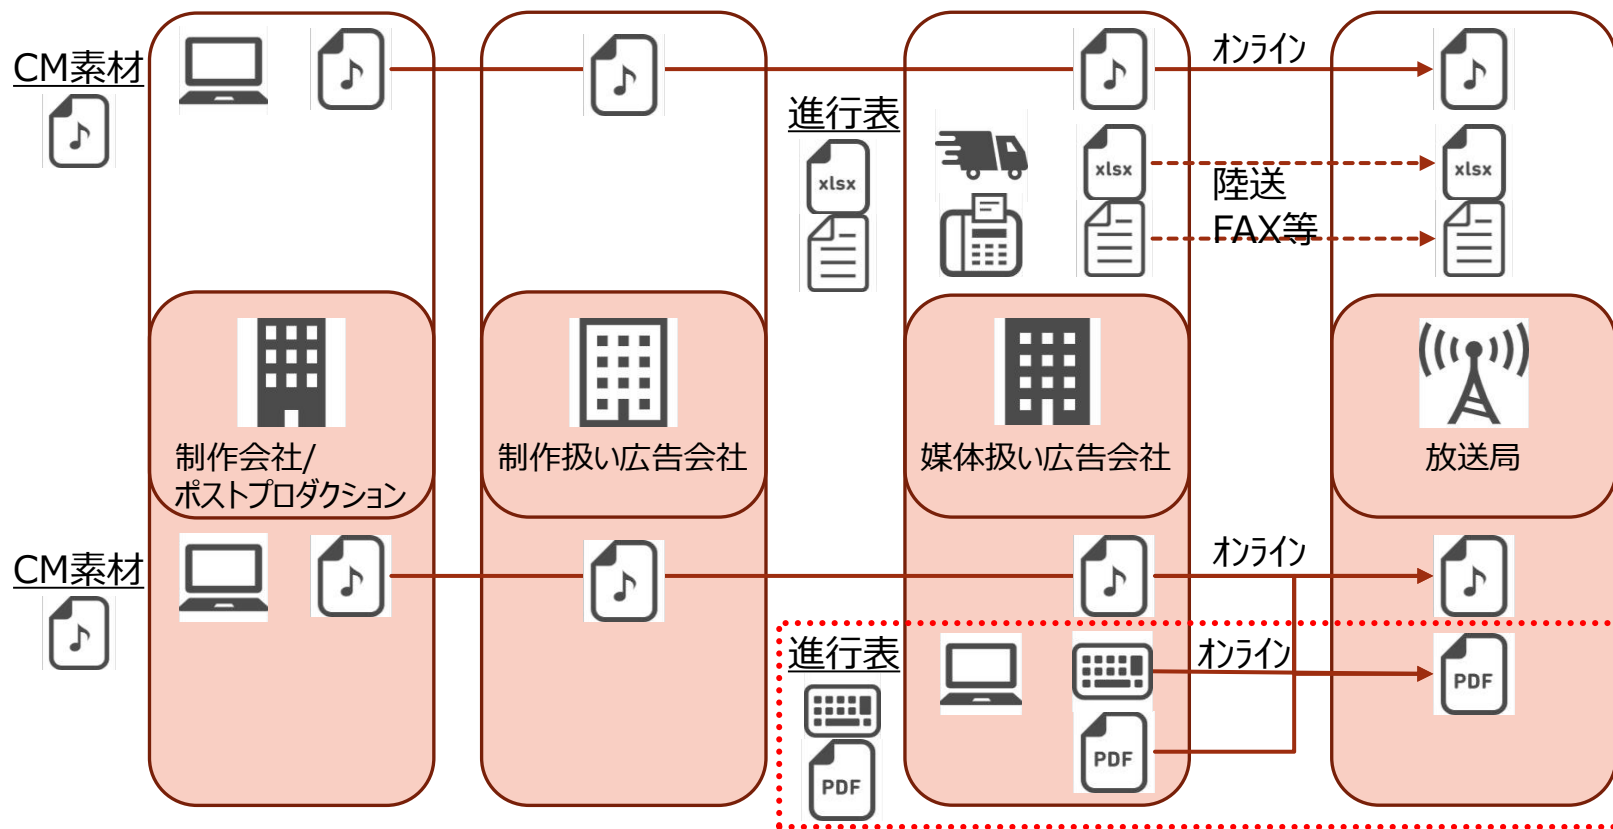 CM素材
オンライン
進行表
xlsx
xlsx
xlsx
陸送
FAX等
制作会社/
ポストプロダクション
制作扱い広告会社
媒体扱い広告会社
放送局
CM素材
オンライン
進行表
オンライン
PDF
PDF
PDF